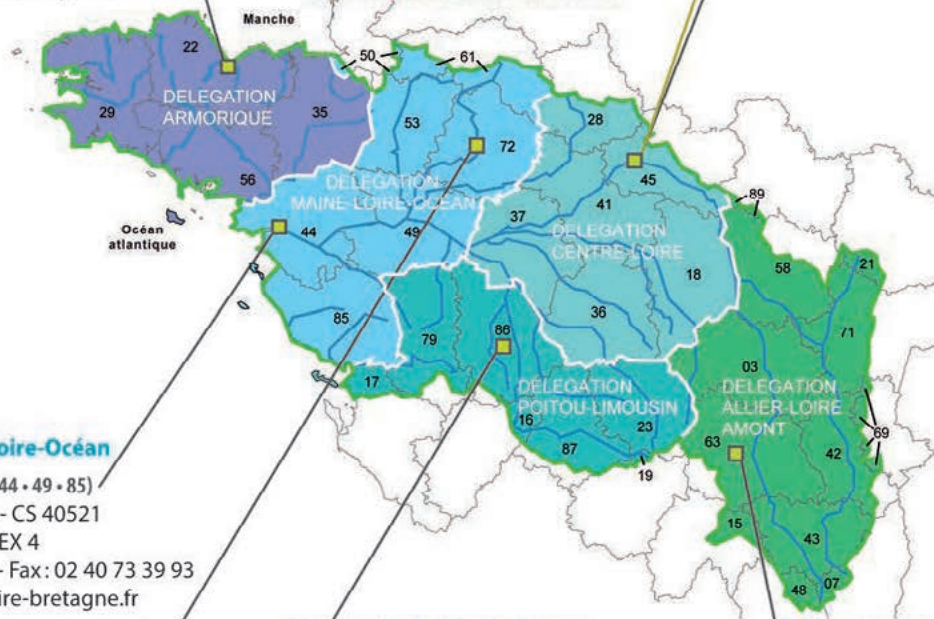 Manche
50
61
22
DELEGATION
ARMORIQUE
29
35
53
72
28
56
DELEGATION
MAINE-LOIRE-OCÉAN
45
41
37
89
Océan
atlantique
44
49
DELEGATION
CENTRE-LOIRE
18
58
21
36
85
79
86
71
03
17
DELEGATION
POITOU-LIMOUSIN
DELEGATION
ALLIER-LOIRE
AMONT
16
23
87
19
63
42
69
15
43
48
07
oire-Océan
44 • 49 • 85)
- CS 40521
EX 4
- Fax : 02 40 73 39 93
ire-bretagne.fr